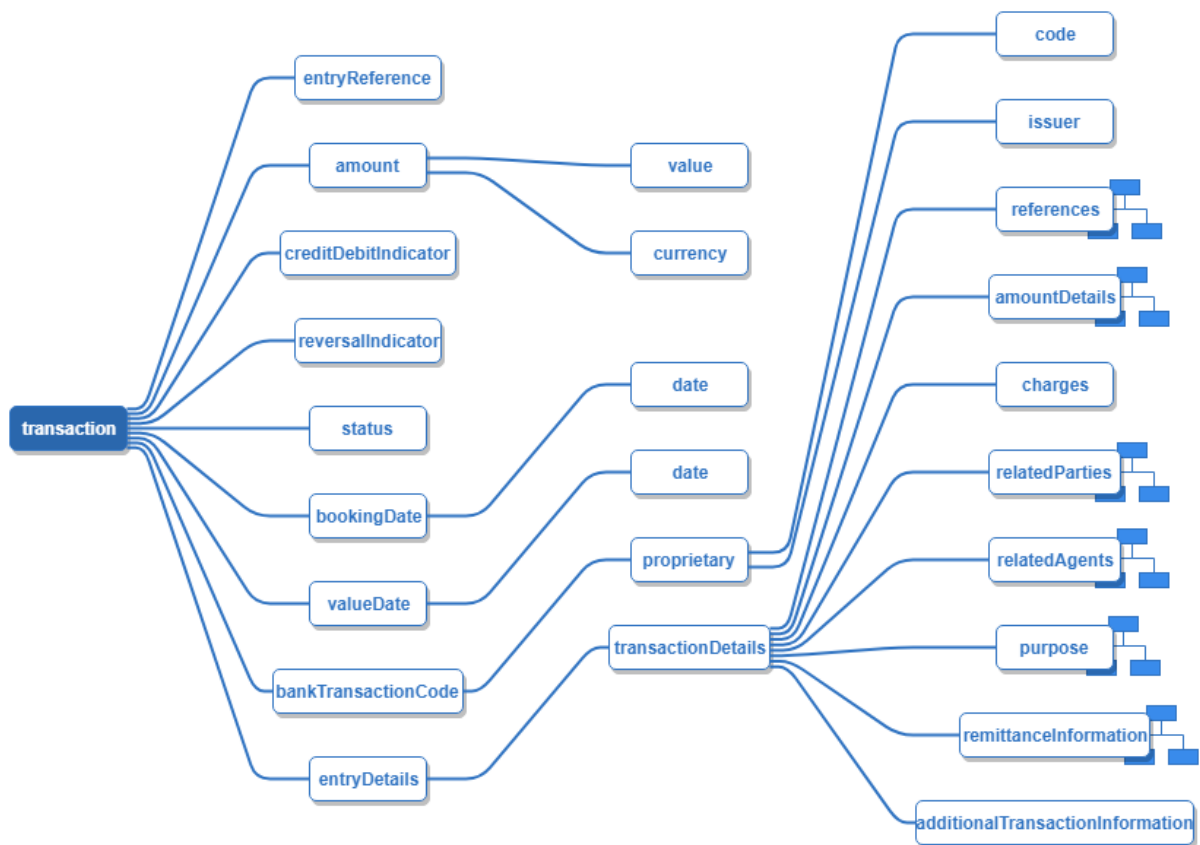 transaction
entryReference
amount
creditDebitIndicator
reversalIndicator
status
bookingDate
valueDate
bankTransactionCode
entryDetails
value
currency
date
date
proprietary
transactionDetails
code
issuer
references
amountDetails
charges
relatedParties
relatedAgents
purpose
remittanceInformation
additionalTransactionInformation